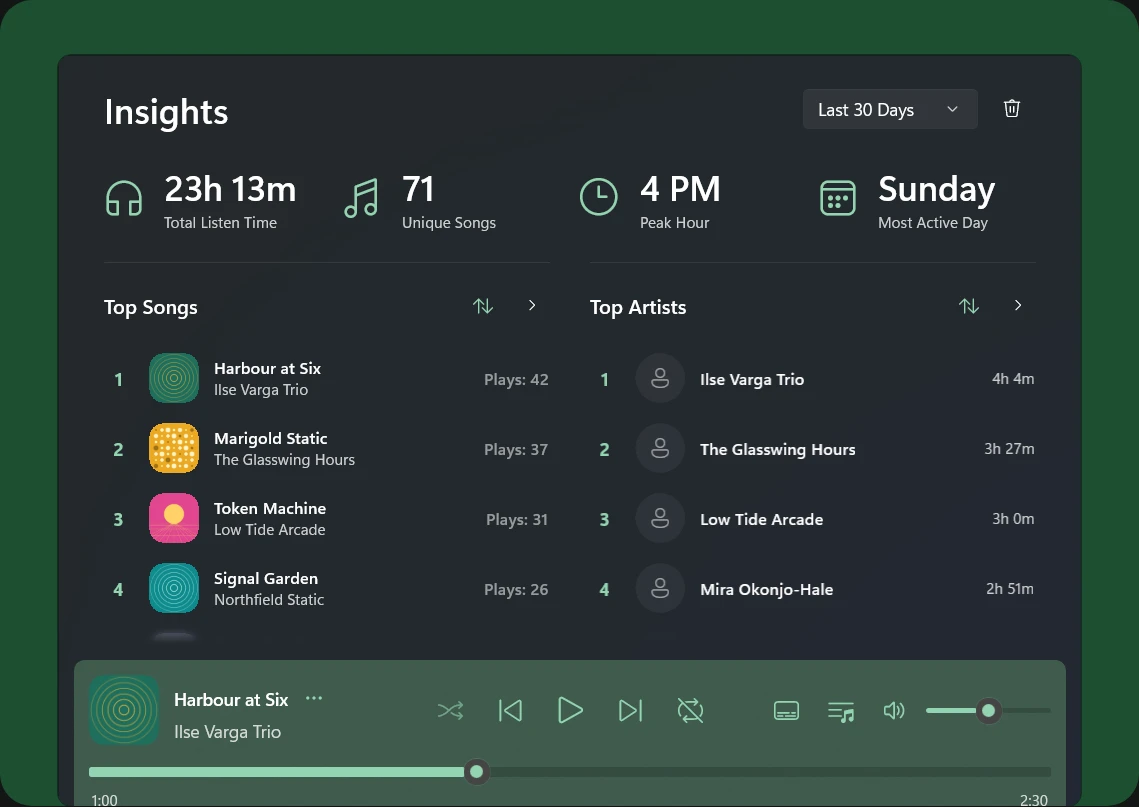 Insights
Last 30 Days
23h 13m
Total Listen Time
71
Unique Songs
4 PM
Peak Hour
Sunday
Most Active Day
Top Songs
1
Harbour at Six
Ilse Varga Trio
Plays: 42
2
Marigold Static
The Glasswing Hours
Plays: 37
3
Token Machine
Low Tide Arcade
Plays: 31
4
Signal Garden
Northfield Static
Plays: 26
Top Artists
1
Ilse Varga Trio
4h 4m
2
The Glasswing Hours
3h 27m
3
Low Tide Arcade
3h 0m
4
Mira Okonjo-Hale
2h 51m
Harbour at Six
Ilse Varga Trio
1:00
2:30